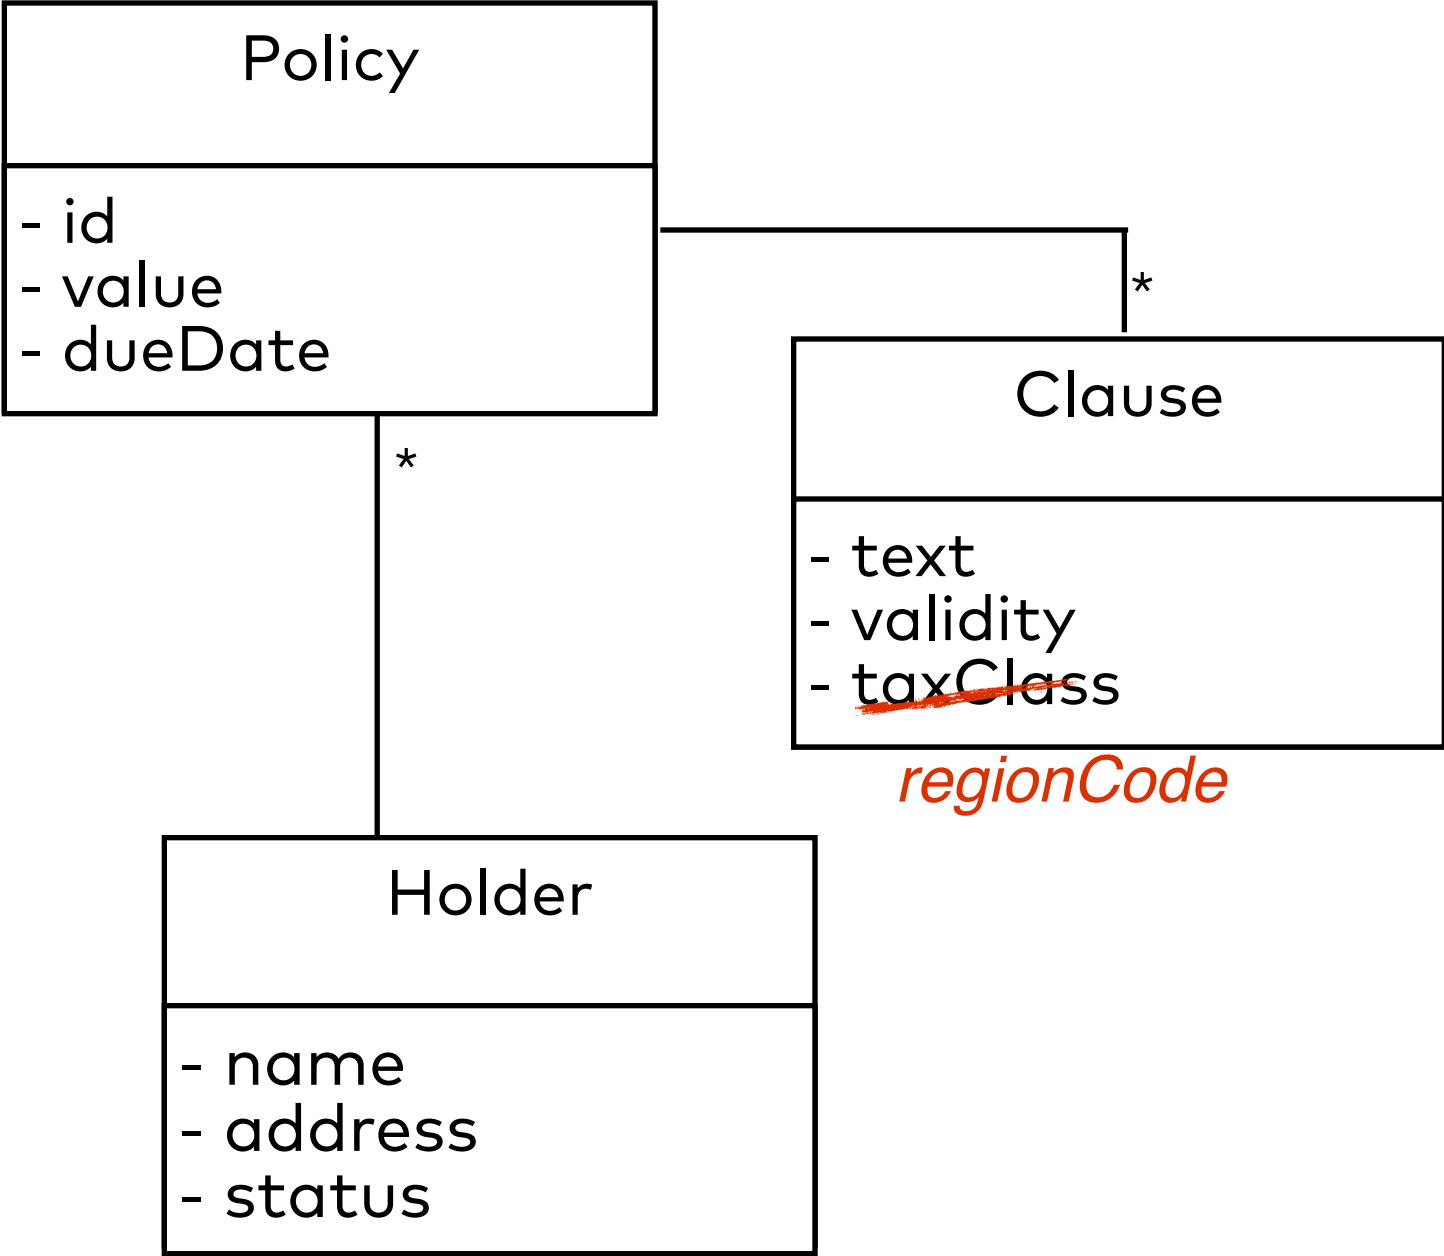 Policy
- id
- value
- dueDate
*
*
Clause
- text
- validity
- taxClass
regionCode
Holder
- name
- address
- status